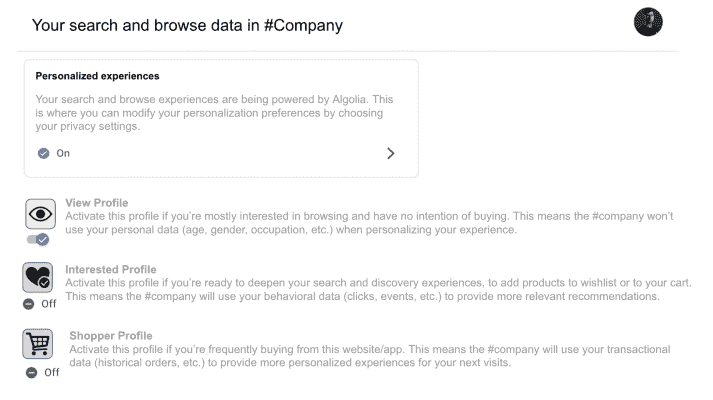 Your search and browse data in #Company
Personalized experiences
Your search and browse experiences are being powered by Algolia. This
is where you can modify your personalization preferences by choosing
your privacy settings.
On
View Profile
Activate this profile if you're mostly interested in browsing and have no intention of buying. This means the #company won't
use your personal data (age, gender, occupation, etc.) when personalizing your experience.
Interested Profile
Activate this profile if you're ready to deepen your search and discovery experiences, to add products to wishlist or to your cart.
This means the #company will use your behavioral data (clicks, events, etc.) to provide more relevant recommendations.
Off
Shopper Profile
Activate this profile if you're frequently buying from this website/app. This means the #company will use your transactional
data (historical orders, etc.) to provide more personalized experiences for your next visits.
Off